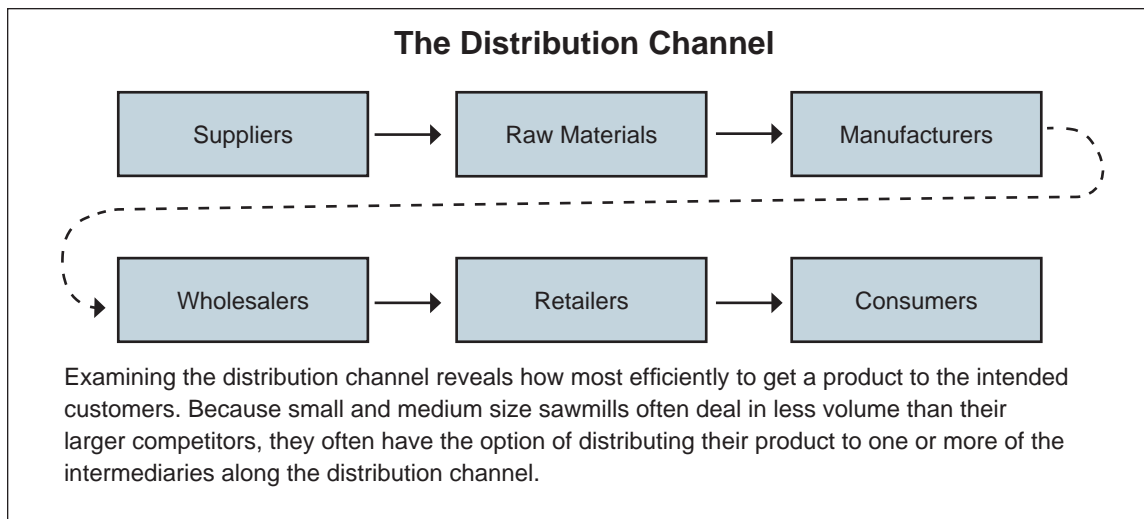 The Distribution Channel
Suppliers
Raw Materials
Manufacturers
Wholesalers
Retailers
Consumers
Examining the distribution channel reveals how most efficiently to get a product to the intended
customers. Because small and medium size sawmills often deal in less volume than their
larger competitors, they often have the option of distributing their product to one or more of the
intermediaries along the distribution channel.